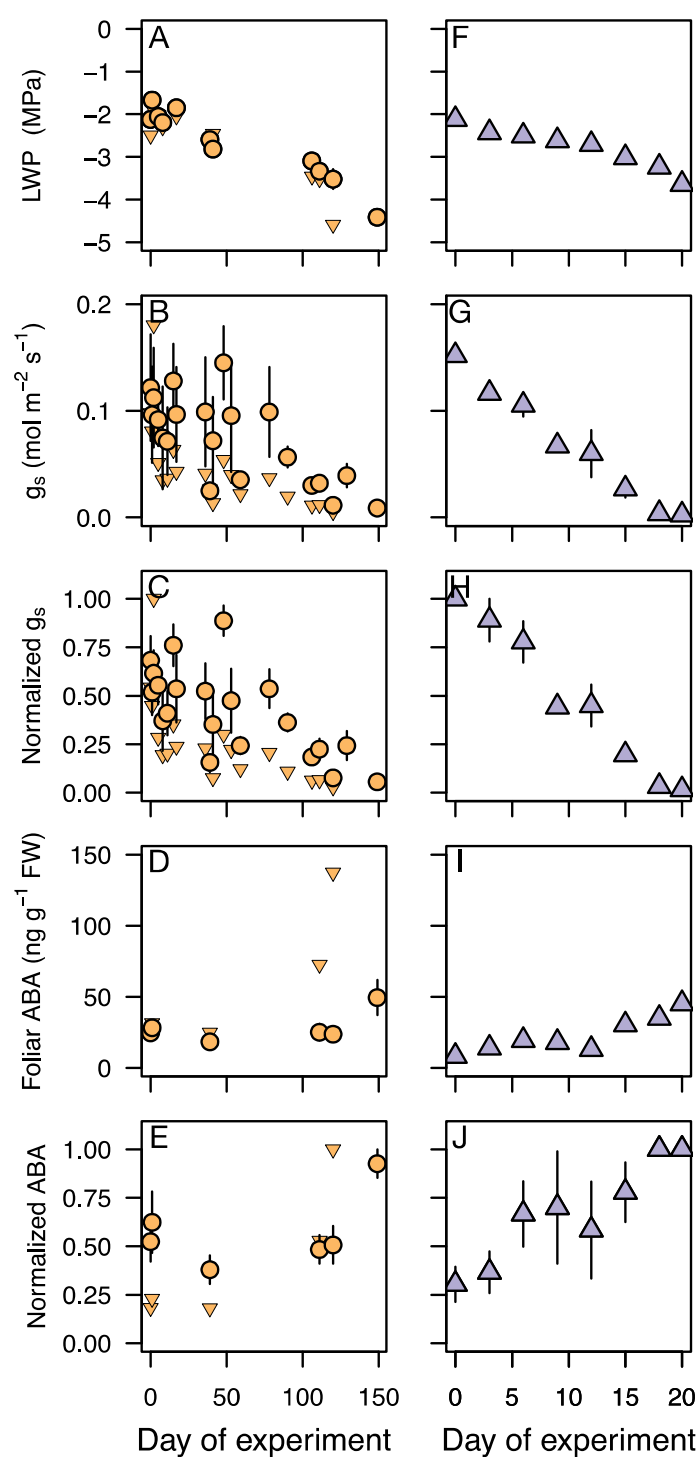 A
F
0
−1
−2
−3
−4
−5
LWP (MPa)
B
G
0.2
0.1
0.0
gs (mol m−2 s−1)
C
H
1.00
0.75
0.50
0.25
0.00
Normalized gs
D
I
150
100
50
0
Foliar ABA (ng g−1 FW)
E
J
1.00
0.75
0.50
0.25
0.00
Normalized ABA
0 50 100 150
0 5 10 15 20
Day of experiment
Day of experiment